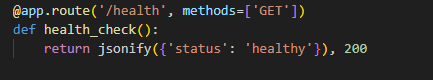 @app.route('/health', methods=['GET'])
def health_check():
    return jsonify({'status': 'healthy'}), 200